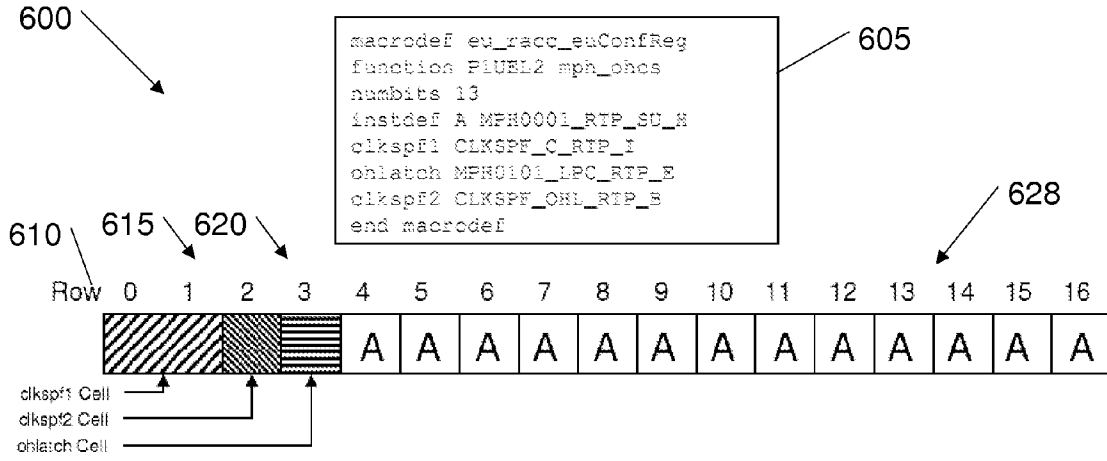 600
macrodef eu_racc_euConfReg
function P1UEL2 mph_ohcs
numbits 13
instdef A MPH0001_RTP_SU_H
clkspf1 CLKSPF_C_RTP_I
ohlatch MPH0101_LPC_RTP_E
clkspf2 CLKSPF_OHL_RTP_B
end macrodef
605
610 615 620 628
Row 0 1 2 3 4 5 6 7 8 9 10 11 12 13 14 15 16
A A A A A A A A A A A A A
clkspf1 Cell
clkspf2 Cell
ohlatch Cell